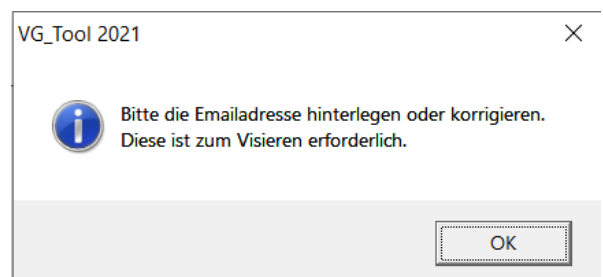 VG_Tool 2021
Bitte die Emailadresse hinterlegen oder korrigieren.
Diese ist zum Visieren erforderlich.
OK